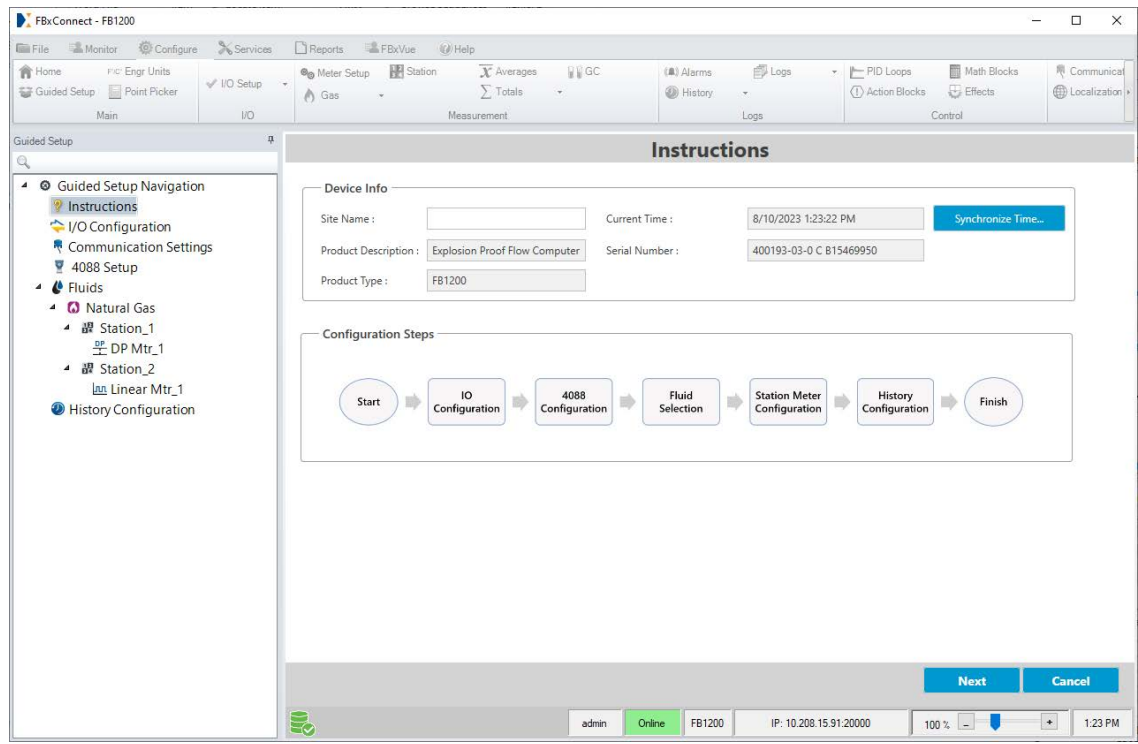 FBxConnect - FB1200
File Monitor Configure Services Reports FBxVue Help
Home Engr Units I/O Setup Meter Setup Station X Averages GC Alarms Logs PID Loops Math Blocks Communicat
Guided Setup Point Picker Gas ∑ Totals History Action Blocks Effects Localization
Main I/O Measurement Logs Control
Guided Setup
Instructions
Guided Setup Navigation
Instructions
I/O Configuration
Communication Settings
4088 Setup
Fluids
Natural Gas
Station_1
DP DP Mtr_1
Station_2
Linear Mtr_1
History Configuration
Device Info
Site Name : Current Time : 8/10/2023 1:23:22 PM Synchronize Time...
Product Description : Explosion Proof Flow Computer Serial Number : 400193-03-0 C B15469950
Product Type : FB1200
Configuration Steps
Start
IO
Configuration
4088
Configuration
Fluid
Selection
Station Meter
Configuration
History
Configuration
Finish
Next Cancel
admin Online FB1200 IP: 10.208.15.91:20000 100 % - + 1:23 PM